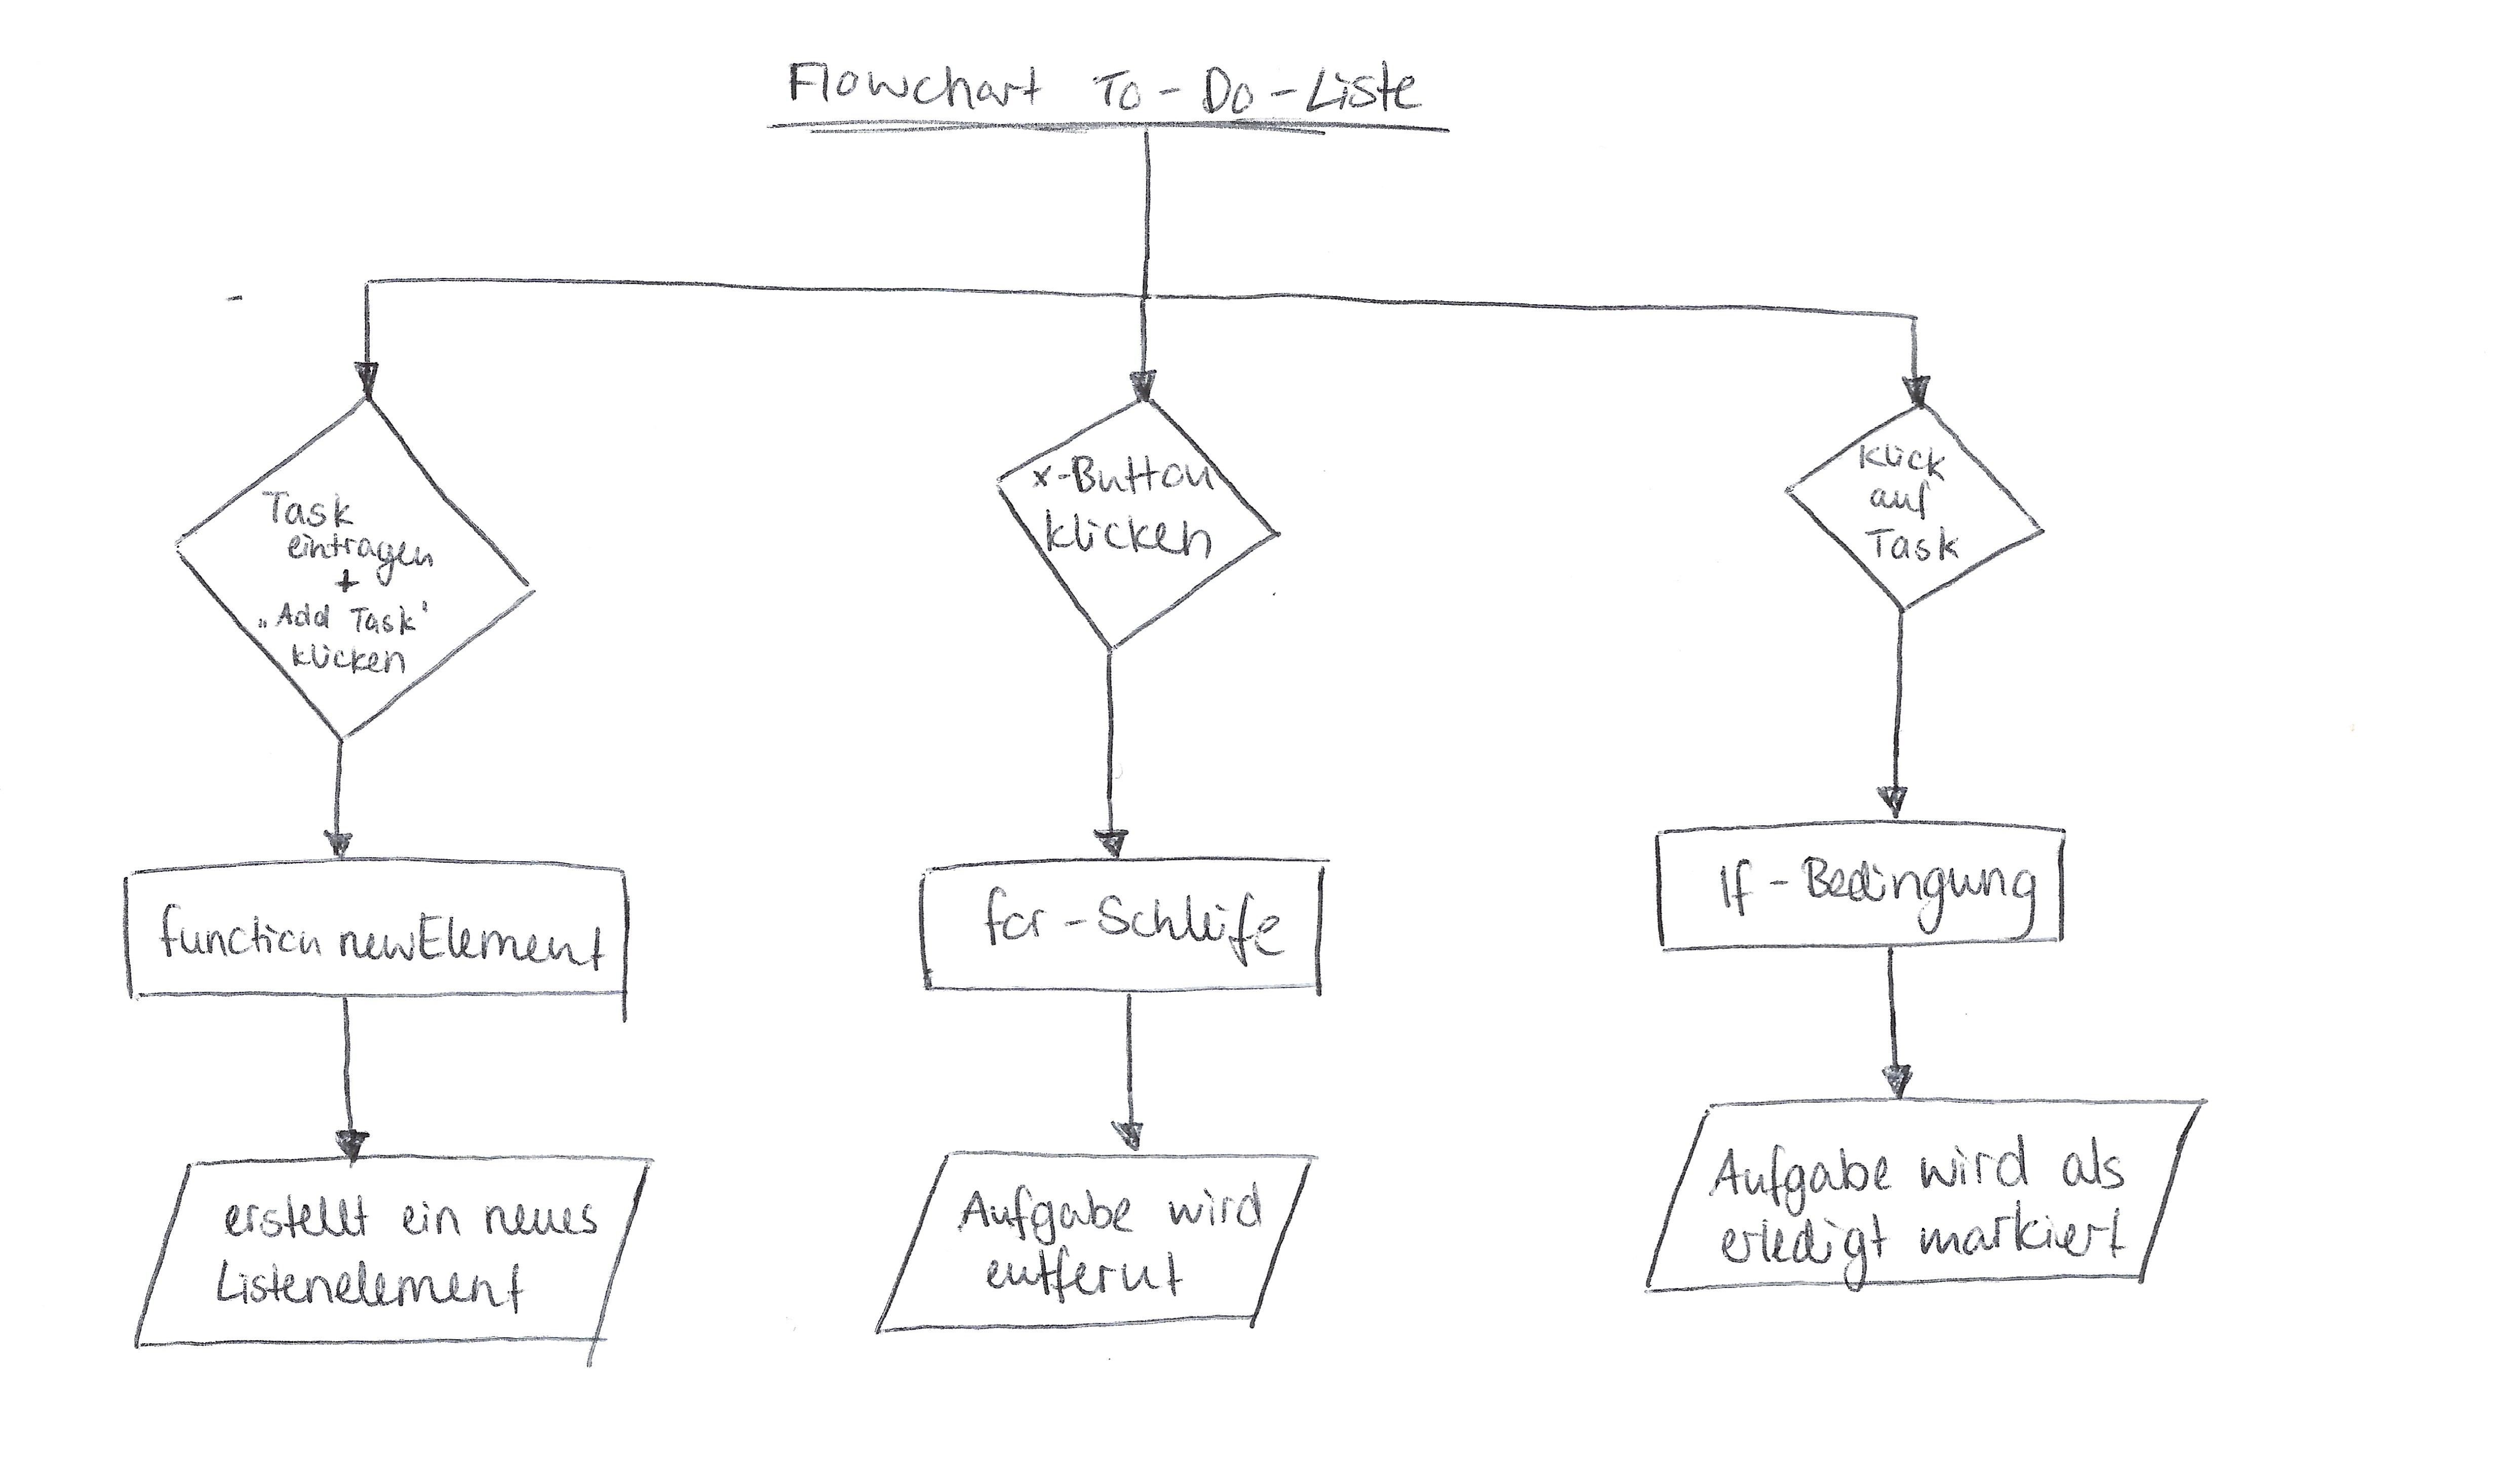 Flowchart To-Do-Liste
Task
eintragen
+
„Add Task'
klicken
x-Button
klicken
Klick
auf
Task
function newElement
for-Schleife
If-Bedingung
erstellt ein neues
Listenelement
Aufgabe wird
entfernt
Aufgabe wird als
erledigt markiert